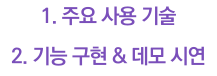 1. 주요 사용 기술
2. 기능 구현 & 데모 시연